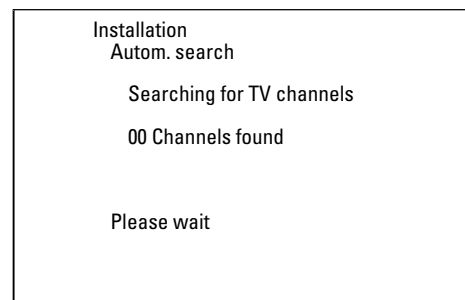 Installation
Autom. search
Searching for TV channels
00 Channels found
Please wait